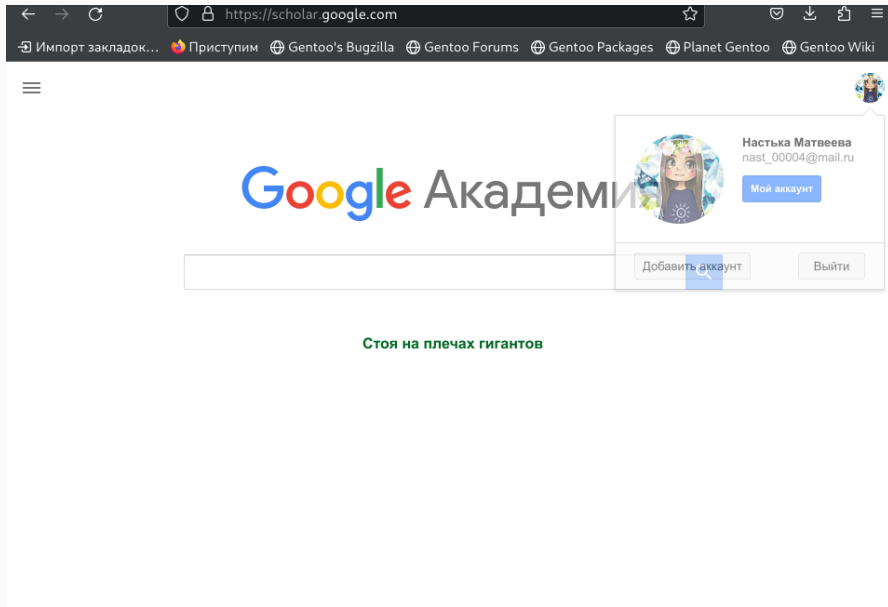 https://scholar.google.com
Импорт закладок... Приступим Gentoo's Bugzilla Gentoo Forums Gentoo Packages Planet Gentoo Gentoo Wiki
Настька Матвеева
nast_00004@mail.ru
Мой аккаунт
Google Академия
Добавить аккаунт Выйти
Стоя на плечах гигантов